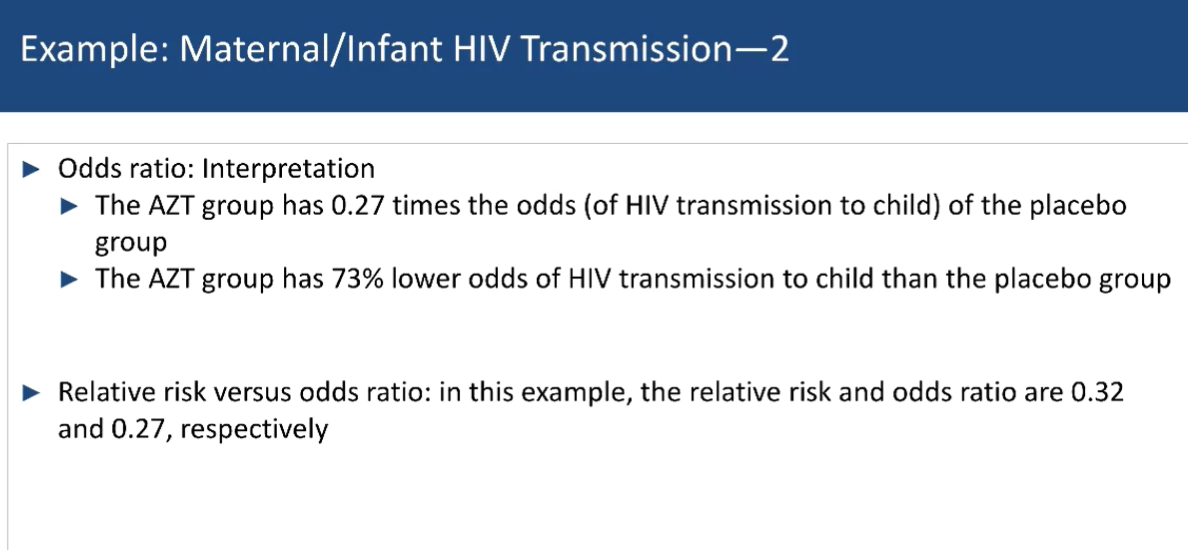 Example: Maternal/Infant HIV Transmission—2
► Odds ratio: Interpretation
► The AZT group has 0.27 times the odds (of HIV transmission to child) of the placebo
group
► The AZT group has 73% lower odds of HIV transmission to child than the placebo group
► Relative risk versus odds ratio: in this example, the relative risk and odds ratio are 0.32
and 0.27, respectively